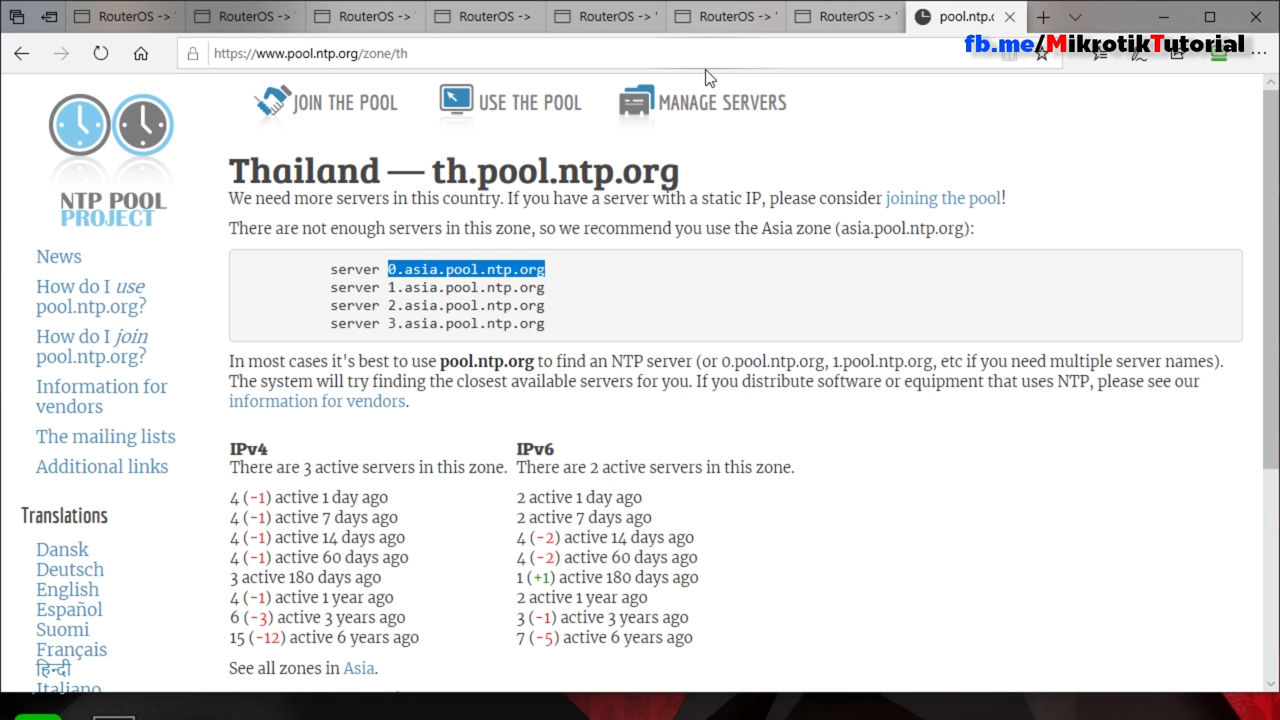 RouterOS ->
RouterOS ->
RouterOS ->
RouterOS ->
RouterOS ->
RouterOS ->
RouterOS ->
pool.ntp.o
https://www.pool.ntp.org/zone/th
fb.me/MikrotikTutorial
JOIN THE POOL
USE THE POOL
MANAGE SERVERS
NTP POOL
PROJECT
News
How do I use
pool.ntp.org?
How do I join
pool.ntp.org?
Information for
vendors
The mailing lists
Additional links
Translations
Dansk
Deutsch
English
Español
Suomi
Français
हिन्दी
Italiano
Thailand — th.pool.ntp.org
We need more servers in this country. If you have a server with a static IP, please consider joining the pool!
There are not enough servers in this zone, so we recommend you use the Asia zone (asia.pool.ntp.org):
server 0.asia.pool.ntp.org
server 1.asia.pool.ntp.org
server 2.asia.pool.ntp.org
server 3.asia.pool.ntp.org
In most cases it's best to use pool.ntp.org to find an NTP server (or 0.pool.ntp.org, 1.pool.ntp.org, etc if you need multiple server names).
The system will try finding the closest available servers for you. If you distribute software or equipment that uses NTP, please see our
information for vendors.
IPv4
There are 3 active servers in this zone.
4 (-1) active 1 day ago
4 (-1) active 7 days ago
4 (-1) active 14 days ago
4 (-1) active 60 days ago
3 active 180 days ago
4 (-1) active 1 year ago
6 (-3) active 3 years ago
15 (-12) active 6 years ago
IPv6
There are 2 active servers in this zone.
2 active 1 day ago
2 active 7 days ago
4 (-2) active 14 days ago
4 (-2) active 60 days ago
1 (+1) active 180 days ago
2 active 1 year ago
3 (-1) active 3 years ago
7 (-5) active 6 years ago
See all zones in Asia.